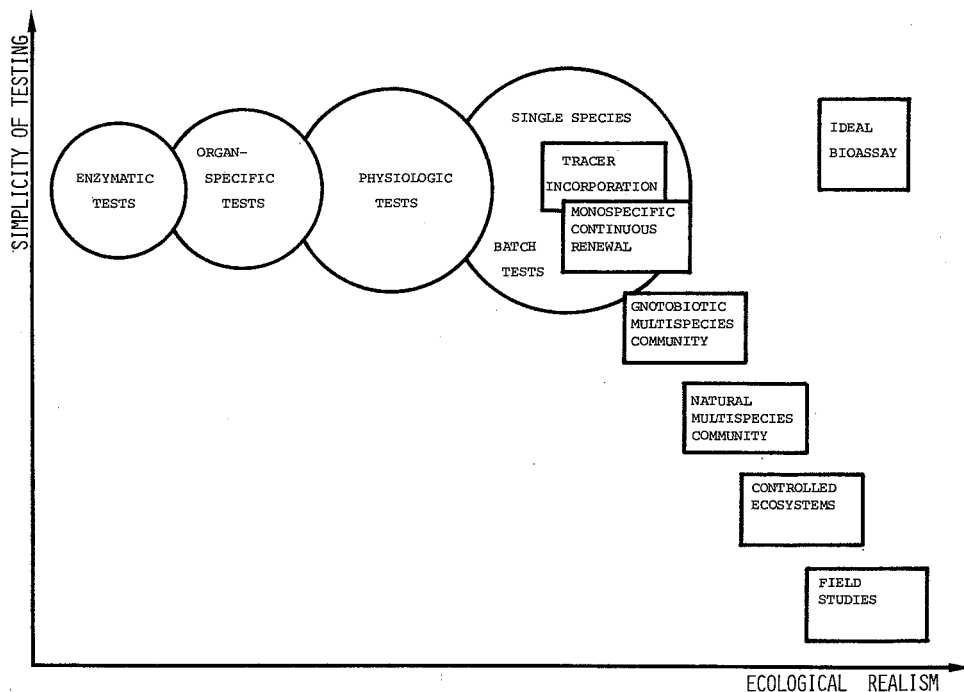 SIMPLICITY OF TESTING
ENZYMATIC
TESTS
ORGAN-
SPECIFIC
TESTS
PHYSIOLOGIC
TESTS
SINGLE SPECIES
TRACER
INCORPORATION
MONOSPECIFIC
CONTINUOUS
RENEWAL
BATCH
TESTS
IDEAL
BIOASSAY
GNOTOBIOTIC
MULTISPECIES
COMMUNITY
NATURAL
MULTISPECIES
COMMUNITY
CONTROLLED
ECOSYSTEMS
FIELD
STUDIES
ECOLOGICAL REALISM